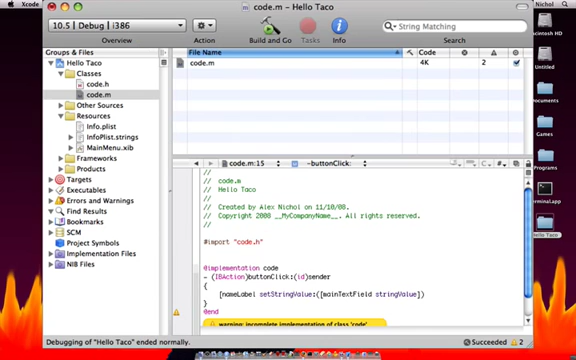 Xcode
Nichol
code.m - Hello Taco
10.5 | Debug | i386
String Matching
Overview
Action
Build and Go
Tasks
Info
Search
Groups & Files
File Name
Code
Hello Taco
code.m
4K
2
Classes
code.h
code.m
Other Sources
Resources
Info.plist
InfoPlist.strings
MainMenu.xib
Frameworks
Products
Targets
Executables
Errors and Warnings
Find Results
Bookmarks
SCM
Project Symbols
Implementation Files
NIB Files
code.m:15
-buttonClick:
//
// code.m
// Hello Taco
//
// Created by Alex Nichol on 11/10/08.
// Copyright 2008 __MyCompanyName__. All rights reserved.
//
#import "code.h"
@implementation code
- (IBAction)buttonClick:(id)sender
{
[nameLabel setStringValue:([mainTextField stringValue])
}
@end
warning: incomplete implementation of class 'code'
Debugging of "Hello Taco" ended normally.
Succeeded
2
Macintosh HD
Untitled
Documents
Games
Programs
Terminal.app
Hello Taco